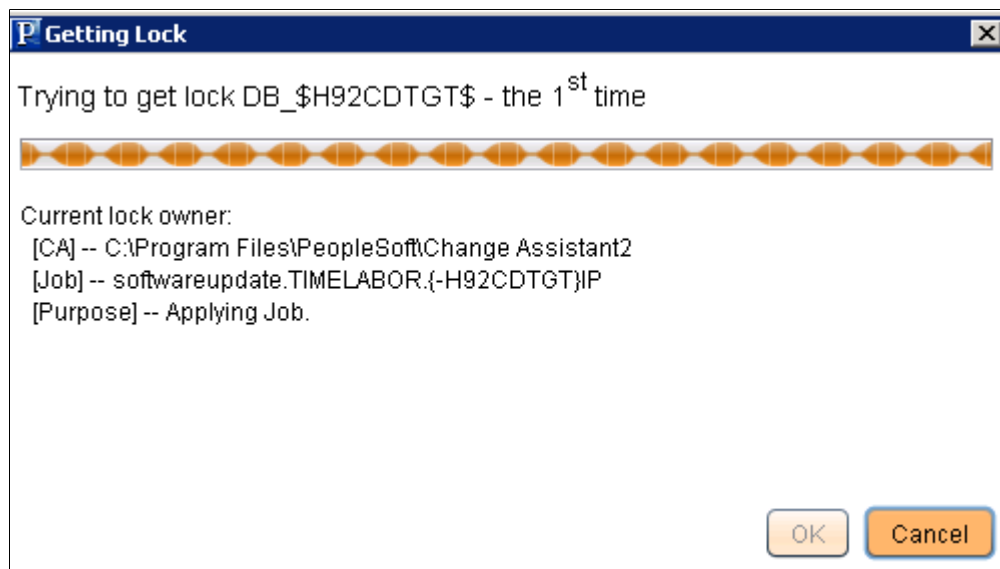 P Getting Lock
Trying to get lock DB_$H92CDTGT$ - the 1st time
Current lock owner:
[CA] -- C:\Program Files\PeopleSoft\Change Assistant2
[Job] -- softwareupdate.TIMELABOR.{-H92CDTGT}IP
[Purpose] -- Applying Job.
OK Cancel